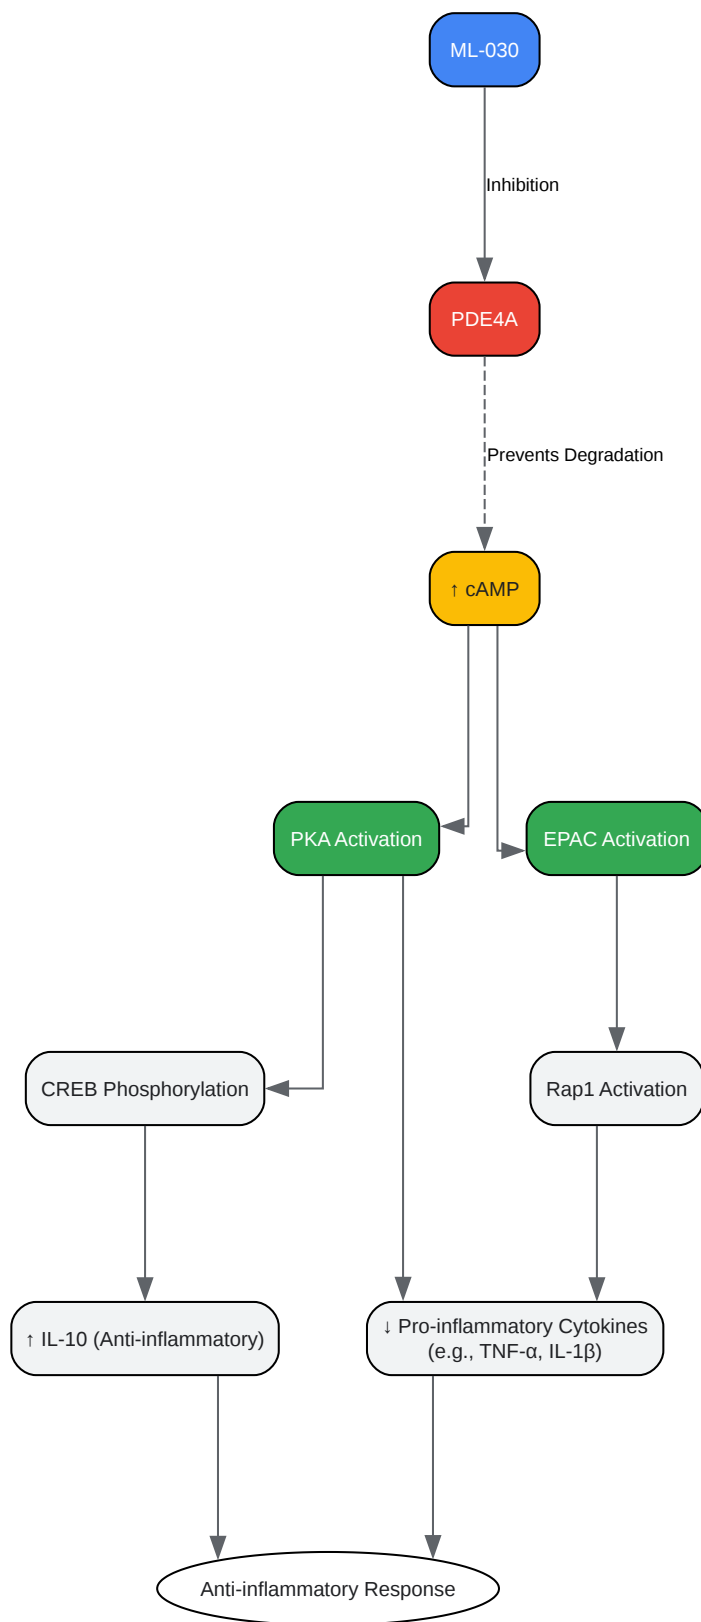 ML-030
Inhibition
PDE4A
Prevents Degradation
↑ cAMP
PKA Activation
EPAC Activation
CREB Phosphorylation
Rap1 Activation
↑ IL-10 (Anti-inflammatory)
↓ Pro-inflammatory Cytokines
(e.g., TNF-α, IL-1β)
Anti-inflammatory Response